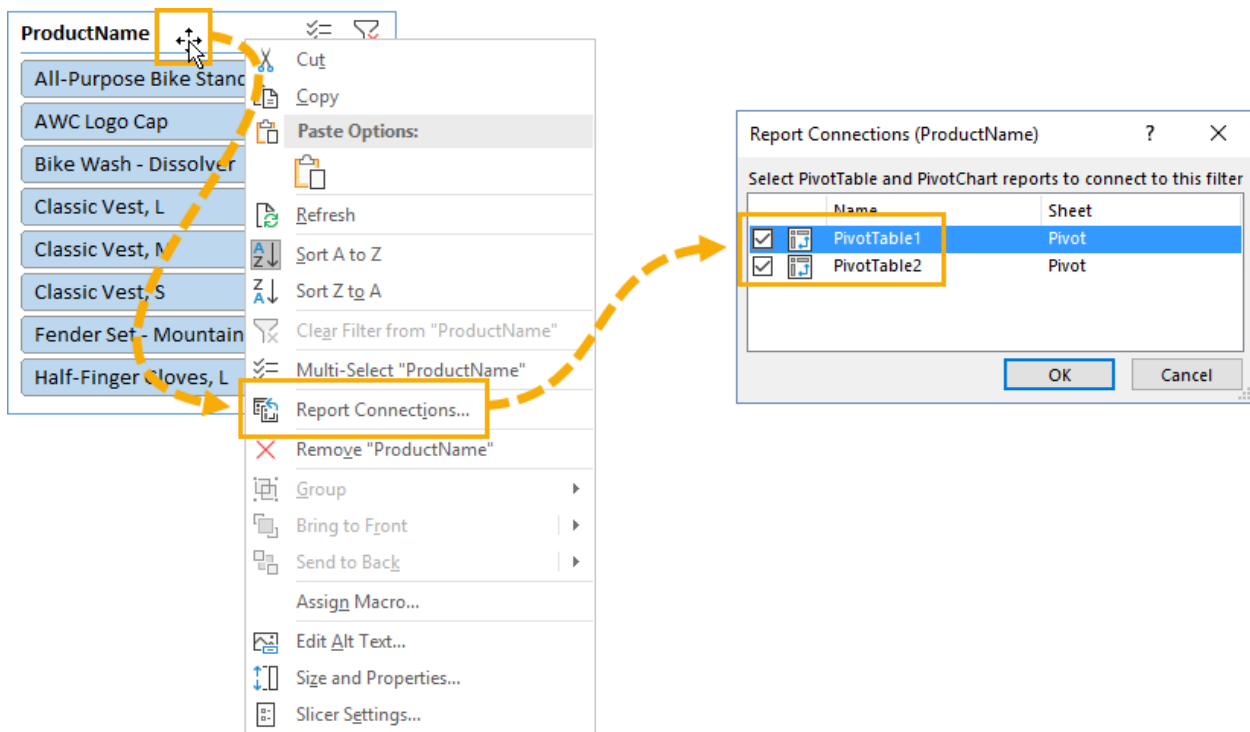 ProductName
All-Purpose Bike Stand
AWC Logo Cap
Bike Wash - Dissolver
Classic Vest, L
Classic Vest, M
Classic Vest, S
Fender Set - Mountain
Half-Finger Gloves, L
Cut
Copy
Paste Options:
Refresh
Sort A to Z
Sort Z to A
Clear Filter from "ProductName"
Multi-Select "ProductName"
Report Connections...
Remove "ProductName"
Group
Bring to Front
Send to Back
Assign Macro...
Edit Alt Text...
Size and Properties...
Slicer Settings...
Report Connections (ProductName) ? ×
Select PivotTable and PivotChart reports to connect to this filter
Name Sheet
PivotTable1 Pivot
PivotTable2 Pivot
OK Cancel